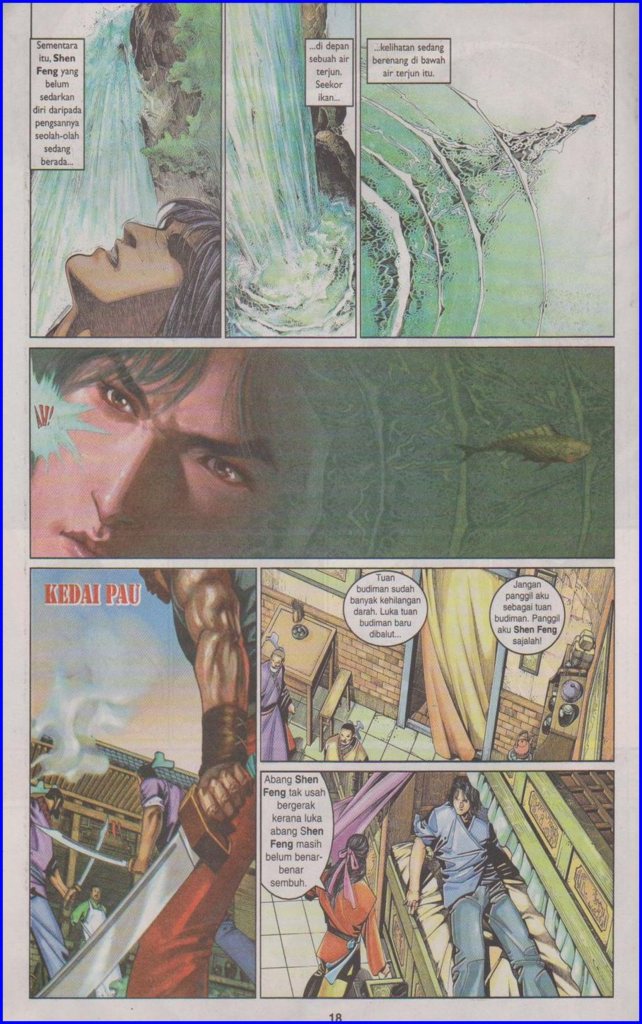 Sementara
itu, Shen
Feng yang
belum
sedarkan
diri daripada
pengsannya
seolah-olah
sedang
berada...
...di depan
sebuah air
terjun.
Seekor
ikan...
...kelihatan sedang
berenang di bawah
air terjun itu.
KEDAI PAU
Tuan
budiman sudah
banyak kehilangan
darah. Luka tuan
budiman baru
dibalut...
Jangan
panggil aku
sebagai tuan
budiman. Panggil
aku Shen Feng
sajalah!
Abang Shen
Feng tak usah
bergerak
kerana luka
abang Shen
Feng masih
belum benar-
benar
sembuh.
18